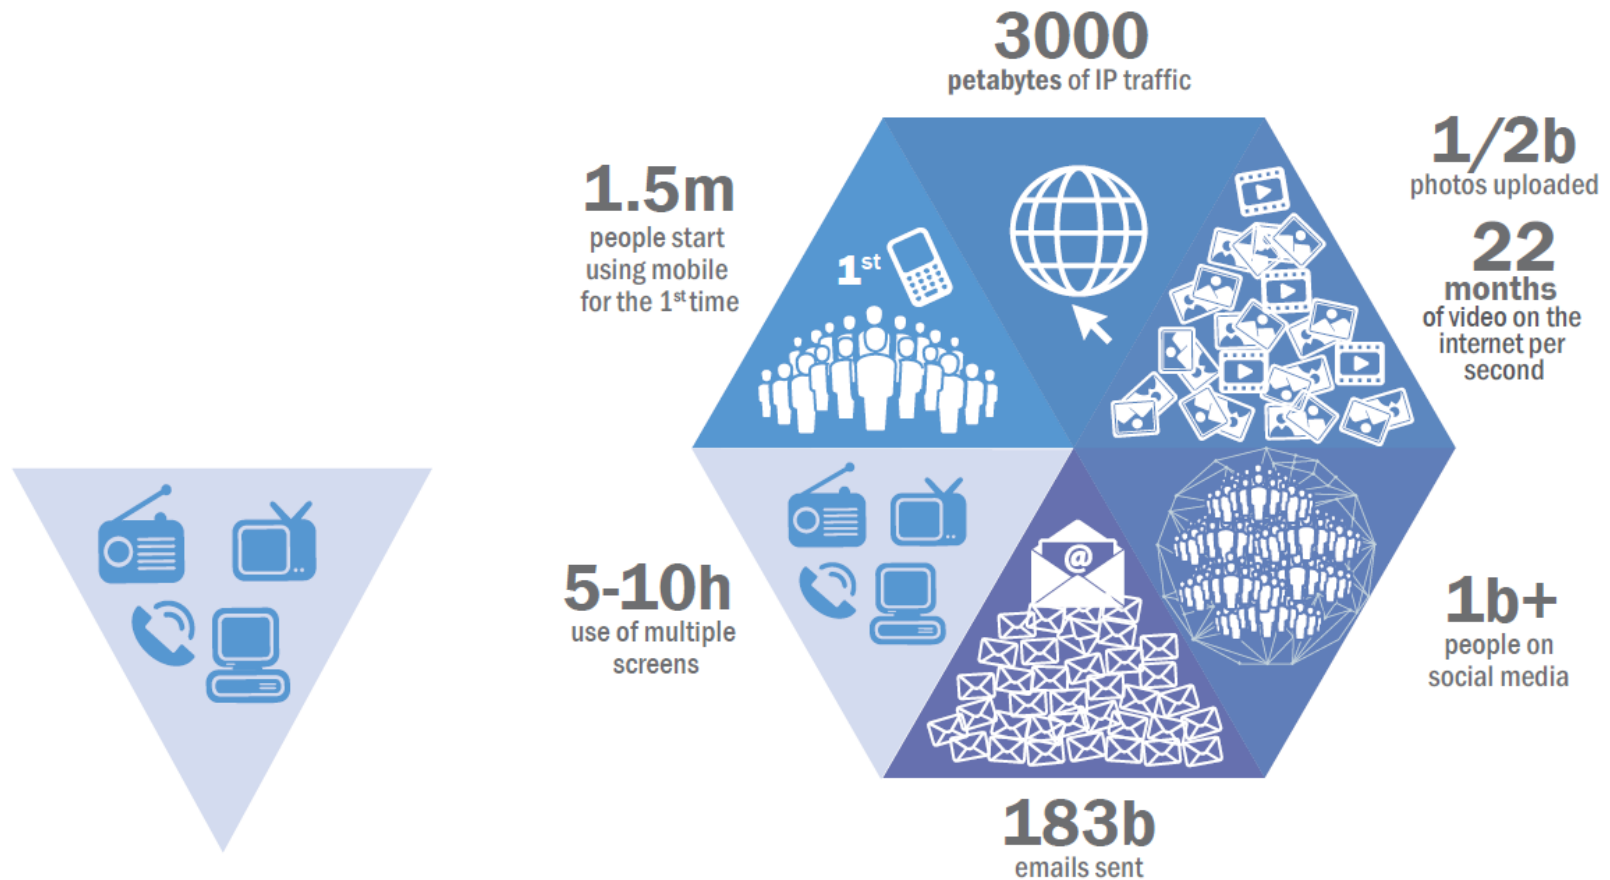 3000
petabytes of IP traffic
1/2b
photos uploaded
1.5m
people start
using mobile
for the 1st time
22
months
of video on the
internet per
second
1st
5-10h
use of multiple
screens
@
1b+
people on
social media
183b
emails sent